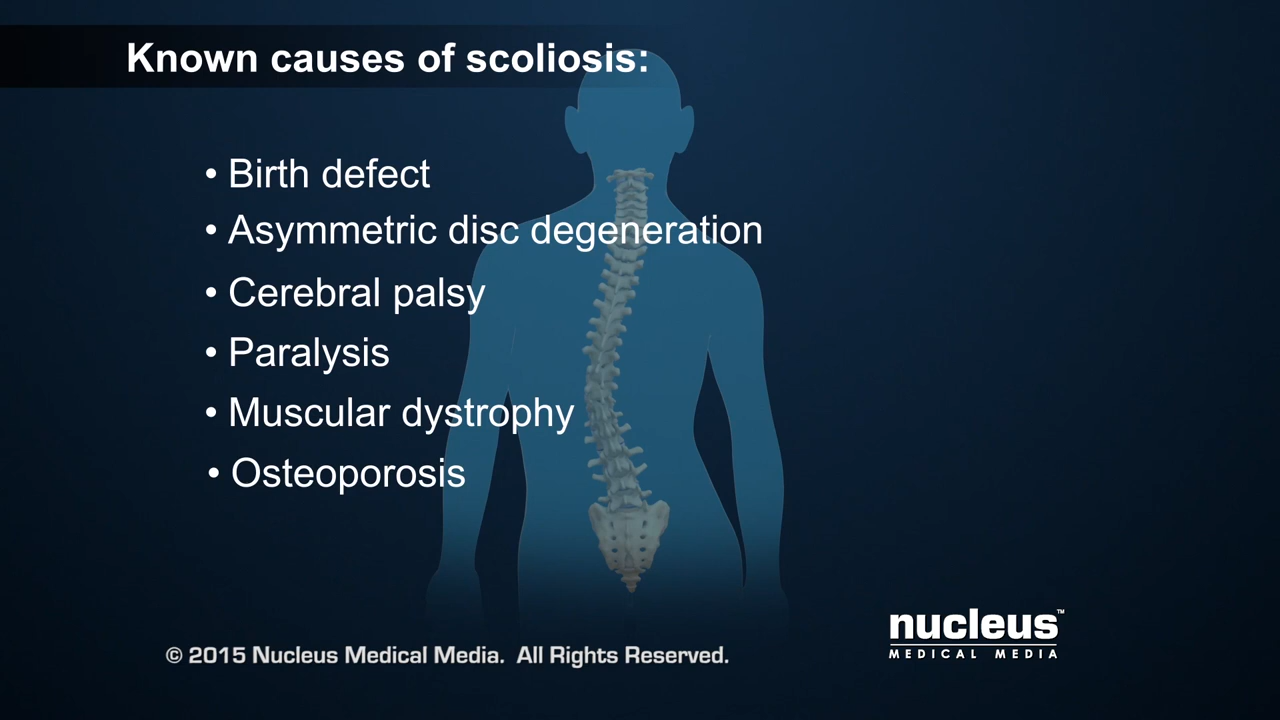 Known causes of scoliosis:
• Birth defect
• Asymmetric disc degeneration
• Cerebral palsy
• Paralysis
• Muscular dystrophy
• Osteoporosis
nucleus™
MEDICAL MEDIA
© 2015 Nucleus Medical Media. All Rights Reserved.